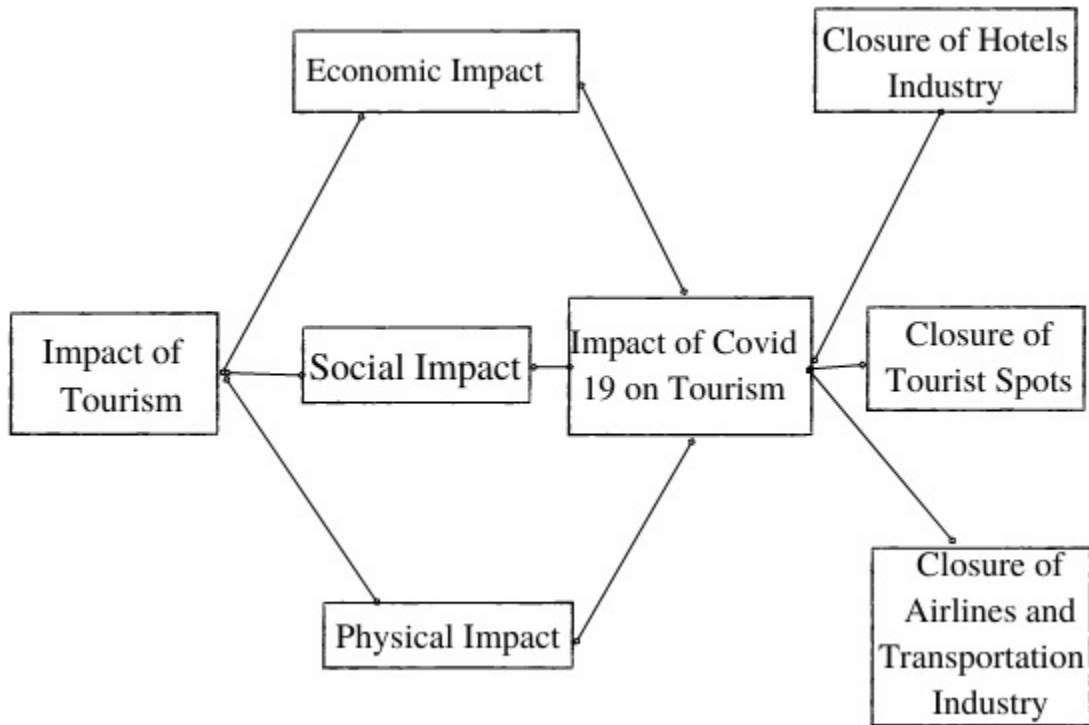 Economic Impact
Closure of Hotels
Industry
Impact of
Tourism
Social Impact
Impact of Covid
19 on Tourism
Closure of
Tourist Spots
Physical Impact
Closure of
Airlines and
Transportation
Industry